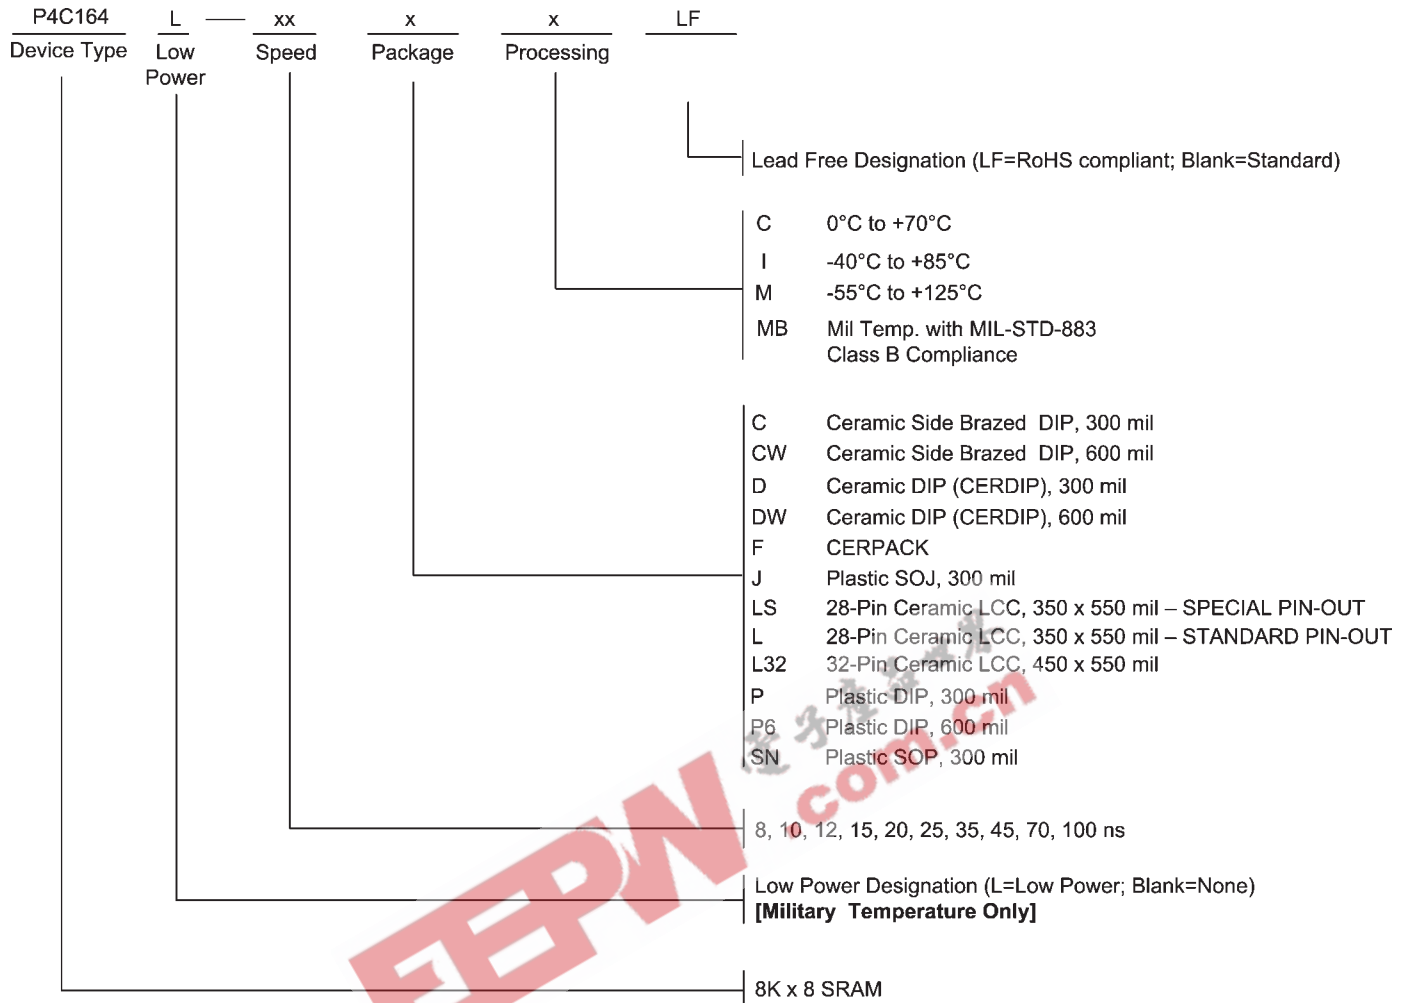 P4C164 L — xx x x LF
Device Type Low Power Speed Package Processing
Lead Free Designation (LF=RoHS compliant; Blank=Standard)
C 0°C to +70°C
I -40°C to +85°C
M -55°C to +125°C
MB Mil Temp. with MIL-STD-883
Class B Compliance
C Ceramic Side Brazed DIP, 300 mil
CW Ceramic Side Brazed DIP, 600 mil
D Ceramic DIP (CERDIP), 300 mil
DW Ceramic DIP (CERDIP), 600 mil
F CERPACK
J Plastic SOJ, 300 mil
LS 28-Pin Ceramic LCC, 350 x 550 mil – SPECIAL PIN-OUT
L 28-Pin Ceramic LCC, 350 x 550 mil – STANDARD PIN-OUT
L32 32-Pin Ceramic LCC, 450 x 550 mil
P Plastic DIP, 300 mil
P6 Plastic DIP, 600 mil
SN Plastic SOP, 300 mil
8, 10, 12, 15, 20, 25, 35, 45, 70, 100 ns
Low Power Designation (L=Low Power; Blank=None)
[Military Temperature Only]
8K x 8 SRAM
EEPW
.com.cn